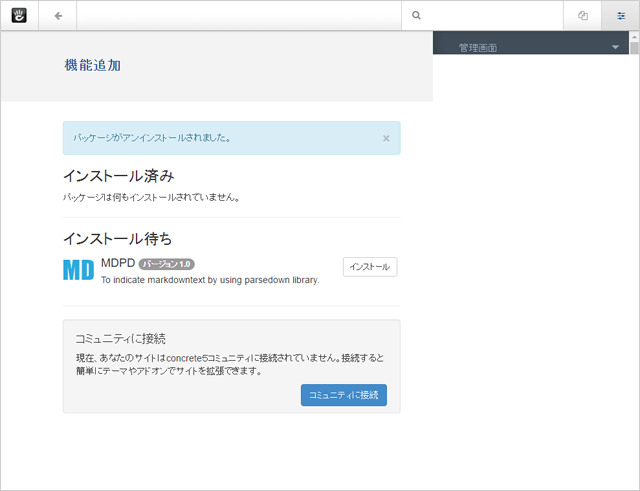 管理画面
機能追加
パッケージがアンインストールされました。
×
インストール済み
パッケージは何もインストールされていません。
インストール待ち
MD
MDPD バージョン 1.0
To indicate markdowntext by using parsedown library.
インストール
コミュニティに接続
現在、あなたのサイトはconcrete5コミュニティに接続されていません。接続すると
簡単にテーマやアドオンでサイトを拡張できます。
コミュニティに接続